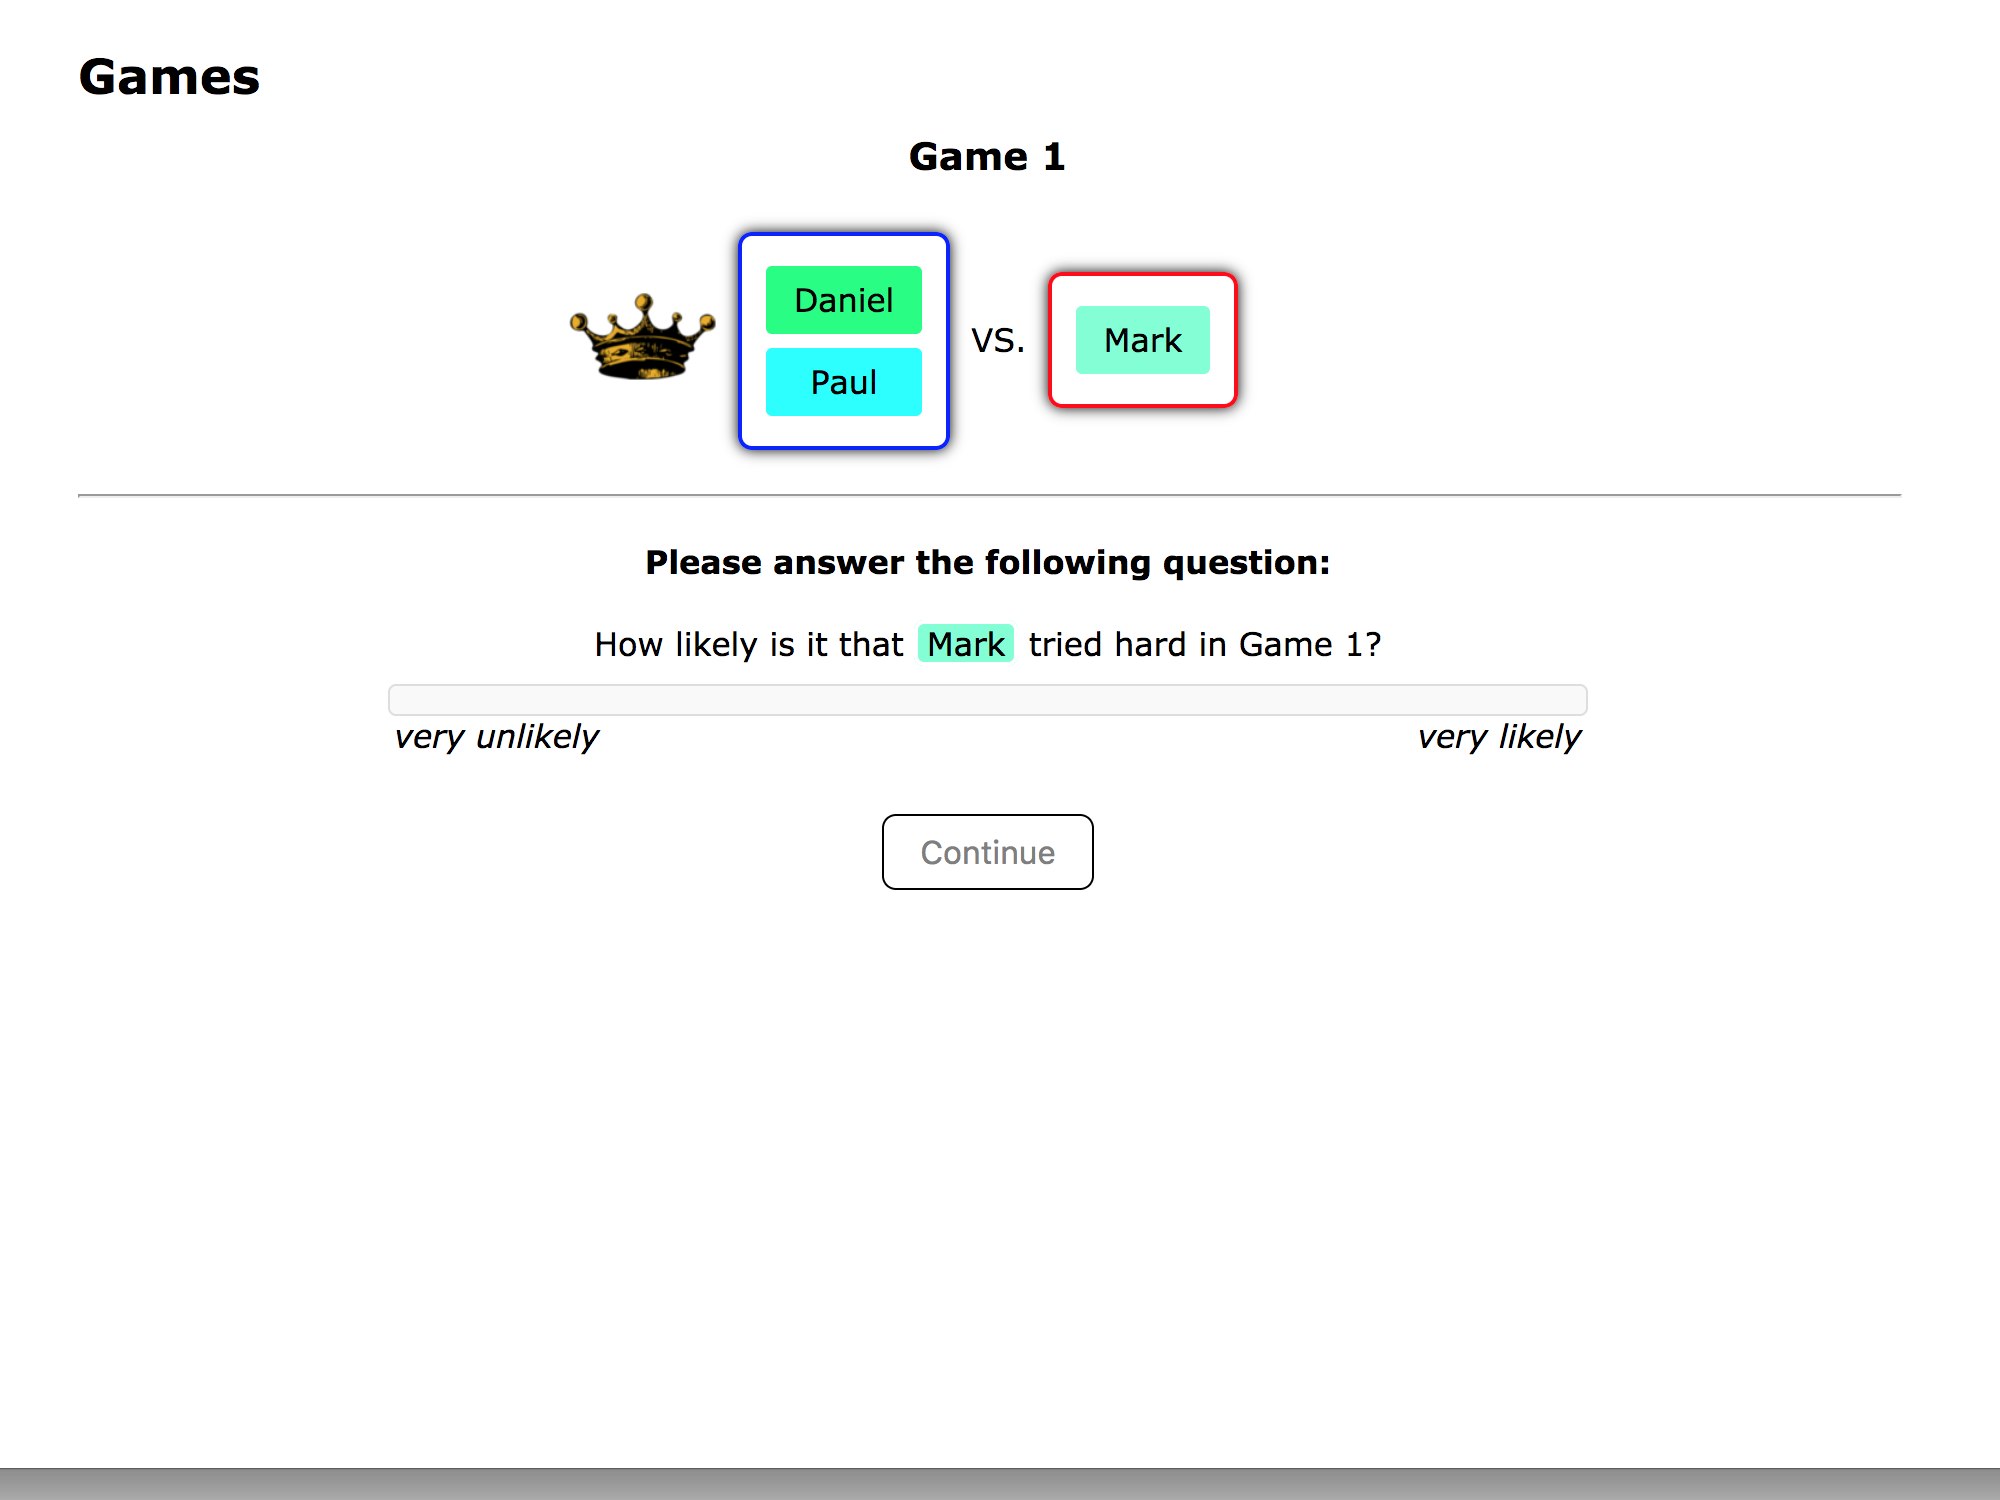 Games
Game 1
Daniel
Paul
VS.
Mark
Please answer the following question:
How likely is it that Mark tried hard in Game 1?
very unlikely
very likely
Continue